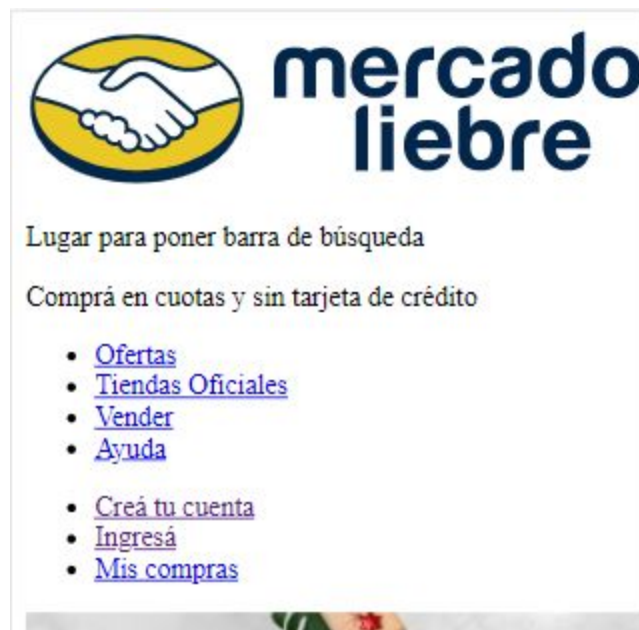 mercado
liebre
Lugar para poner barra de búsqueda
Comprá en cuotas y sin tarjeta de crédito
Ofertas
Tiendas Oficiales
Vender
Ayuda
Creá tu cuenta
Ingresá
Mis compras